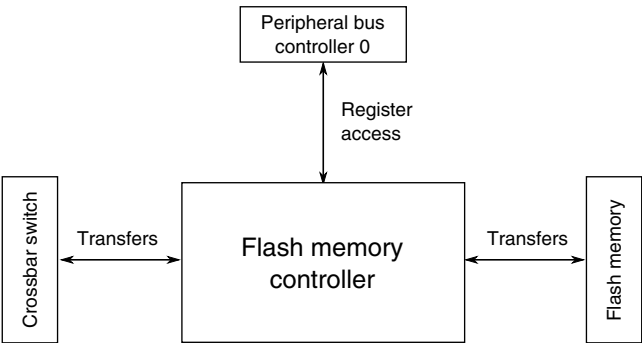 Peripheral bus
controller 0
Register
access
Crossbar switch
Transfers
Flash memory
controller
Transfers
Flash memory